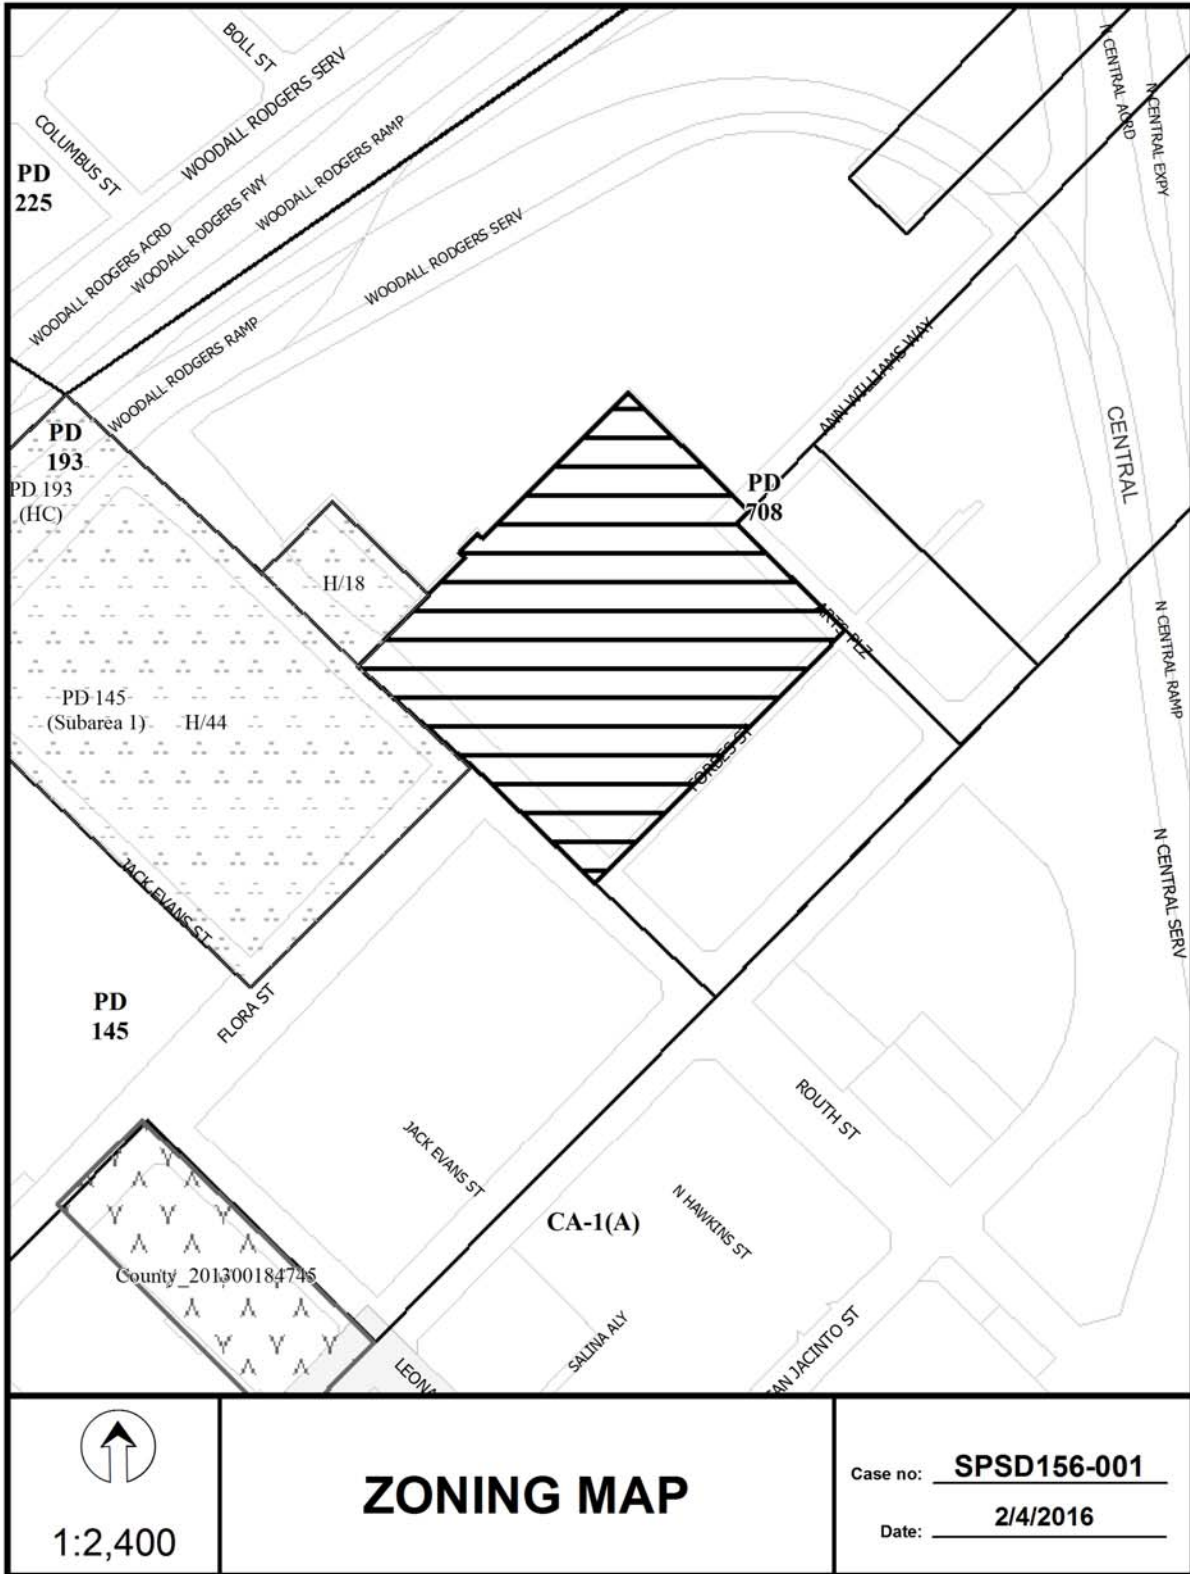 BOLL ST
WOODALL RODGERS SERV
COLUMBUS ST
N CENTRAL ACRD
N CENTRAL EXPY
WOODALL RODGERS RAMP
PD
225
WOODALL RODGERS FWY
WOODALL RODGERS ACRD
WOODALL RODGERS SERV
WOODALL RODGERS RAMP
ANN WILLIAMS WAY
PD
193
CENTRAL
PD 193
(HC)
PD
708
H/18
ARTS PLZ
N CENTRAL RAMP
PD 145
(Subarea 1)
H/44
FORBES ST
JACK EVANS ST
N CENTRAL SERV
PD
145
FLORA ST
ROUTH ST
JACK EVANS ST
N HAWKINS ST
CA-1(A)
County_201300184745
SALINA ALY
AN JACINTO ST
LEONA
1:2,400
ZONING MAP
Case no: SPSD156-001
Date: 2/4/2016